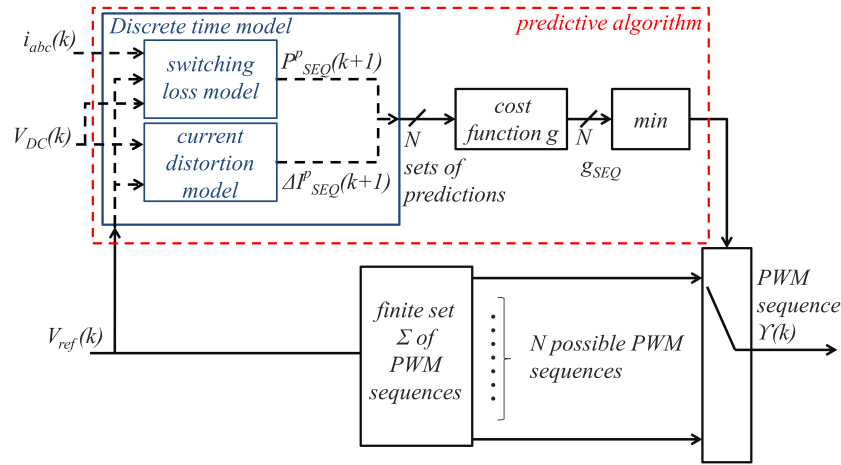 Discrete time model
predictive algorithm
i_abc(k)
switching
loss model
P^p_SEQ(k+1)
V_DC(k)
current
distortion
model
ΔI^p_SEQ(k+1)
N
sets of
predictions
cost
function g
N
g_SEQ
min
V_ref(k)
finite set
Σ of
PWM
sequences
N possible PWM
sequences
PWM
sequence
ϒ(k)